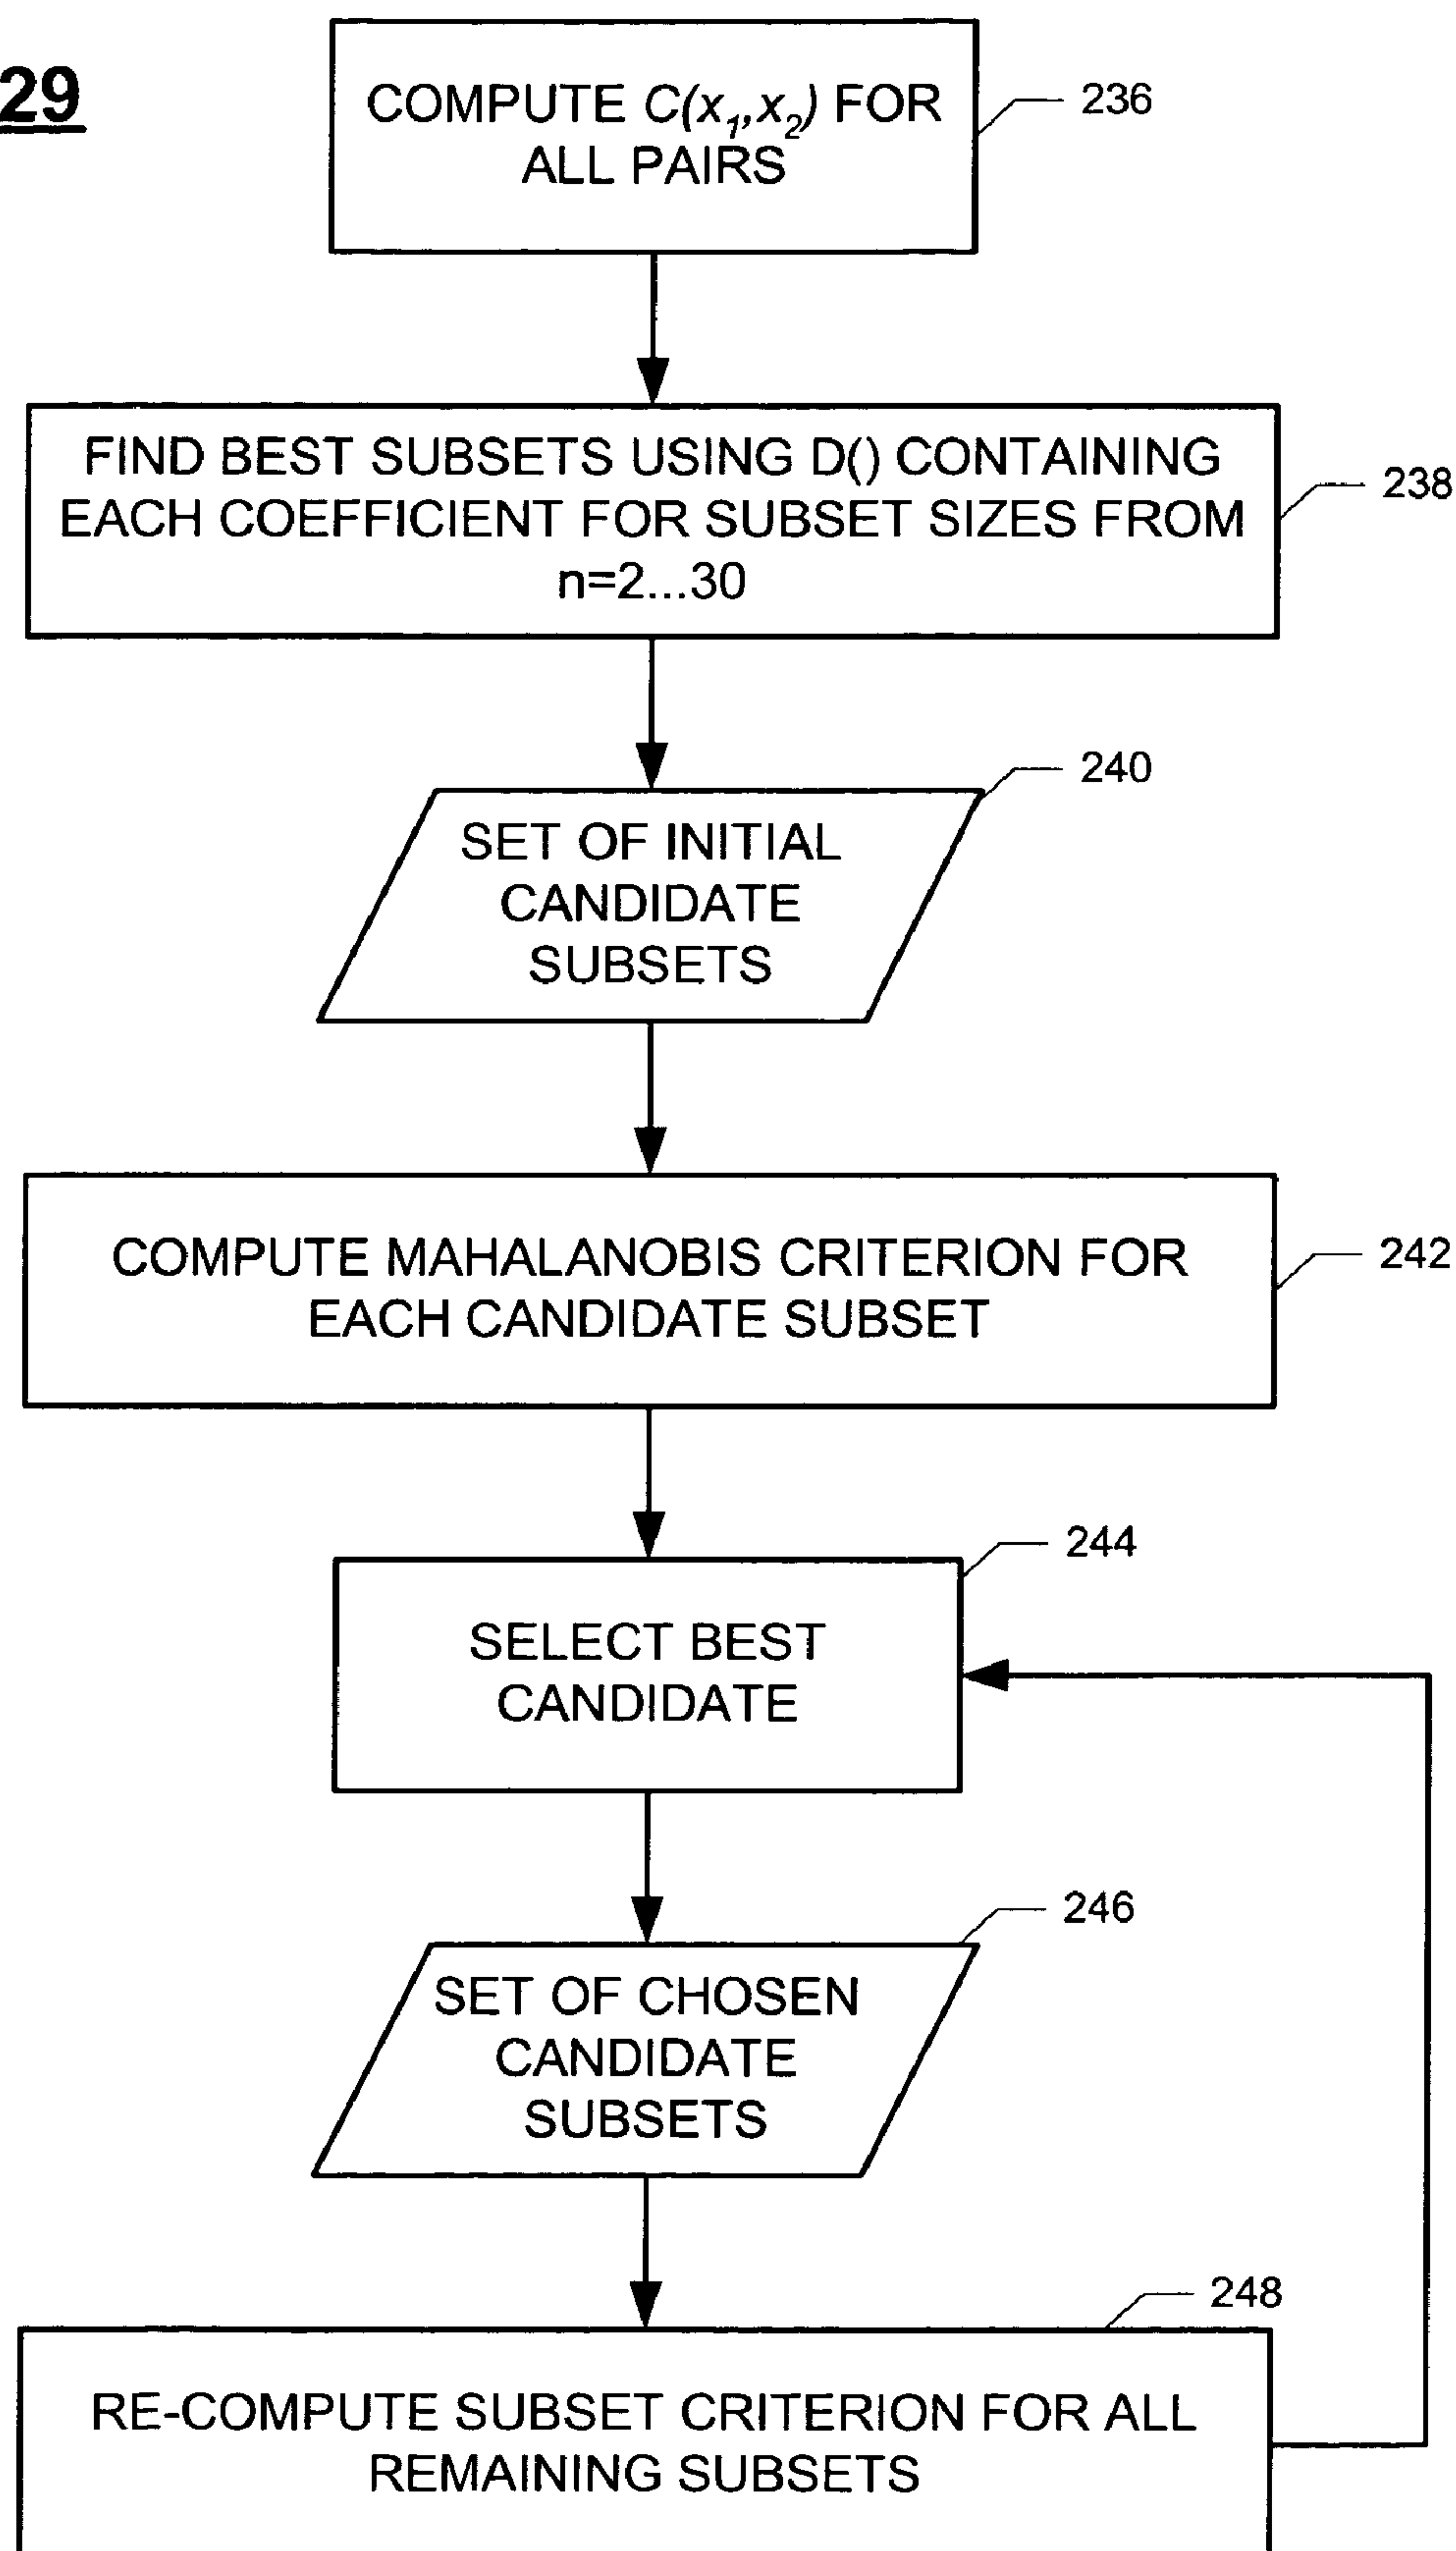 29
COMPUTE C(x1,x2) FOR
ALL PAIRS
236
FIND BEST SUBSETS USING D() CONTAINING
EACH COEFFICIENT FOR SUBSET SIZES FROM
n=2...30
238
240
SET OF INITIAL
CANDIDATE
SUBSETS
COMPUTE MAHALANOBIS CRITERION FOR
EACH CANDIDATE SUBSET
242
244
SELECT BEST
CANDIDATE
246
SET OF CHOSEN
CANDIDATE
SUBSETS
248
RE-COMPUTE SUBSET CRITERION FOR ALL
REMAINING SUBSETS